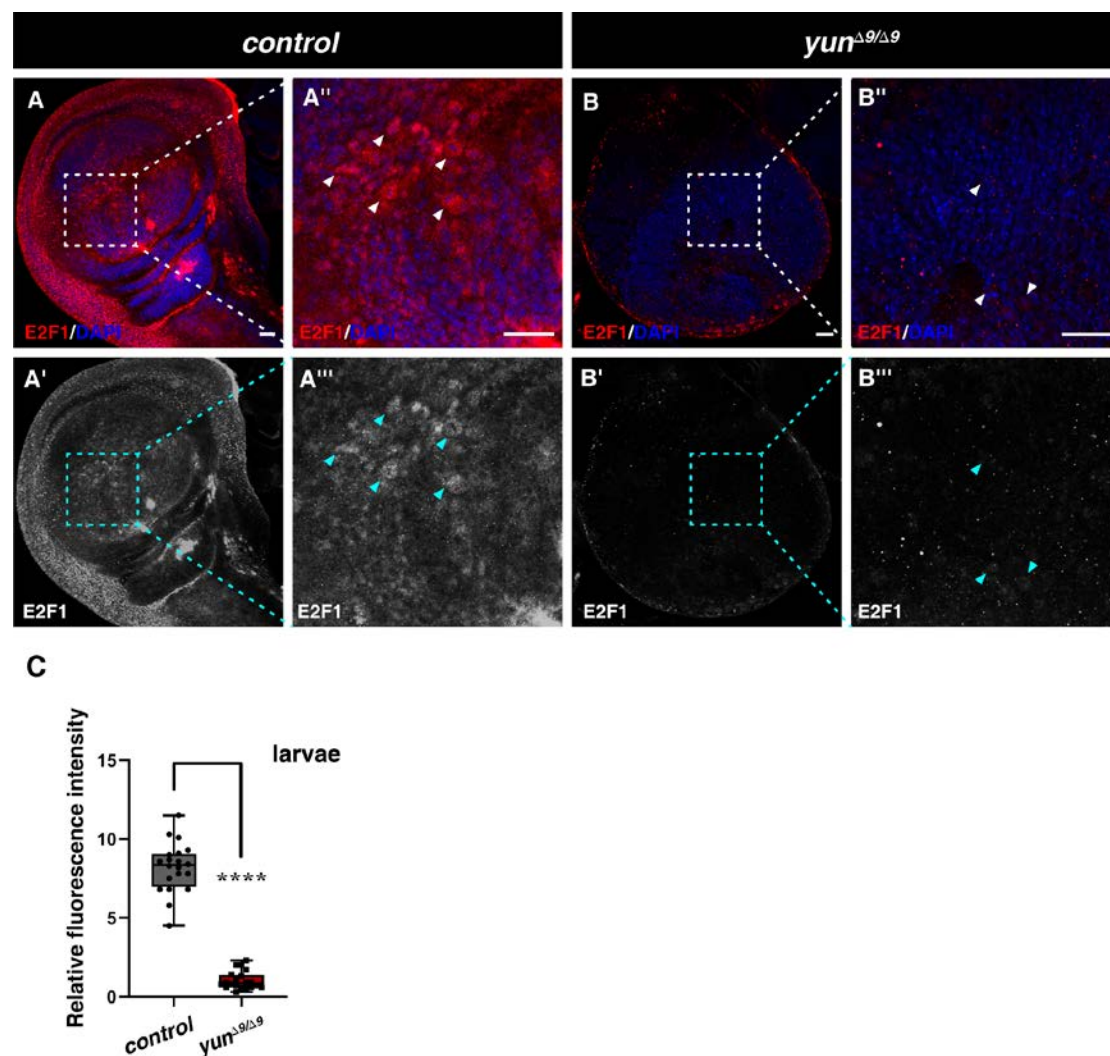 control
yunΔ9/Δ9
A
A''
B
B''
E2F1/DAPI
E2F1/DAPI
E2F1/DAPI
E2F1/DAPI
A'
A'''
B'
B'''
E2F1
E2F1
E2F1
E2F1
C
Relative fluorescence intensity
larvae
15
10
****
5
0
control
yunΔ9/Δ9